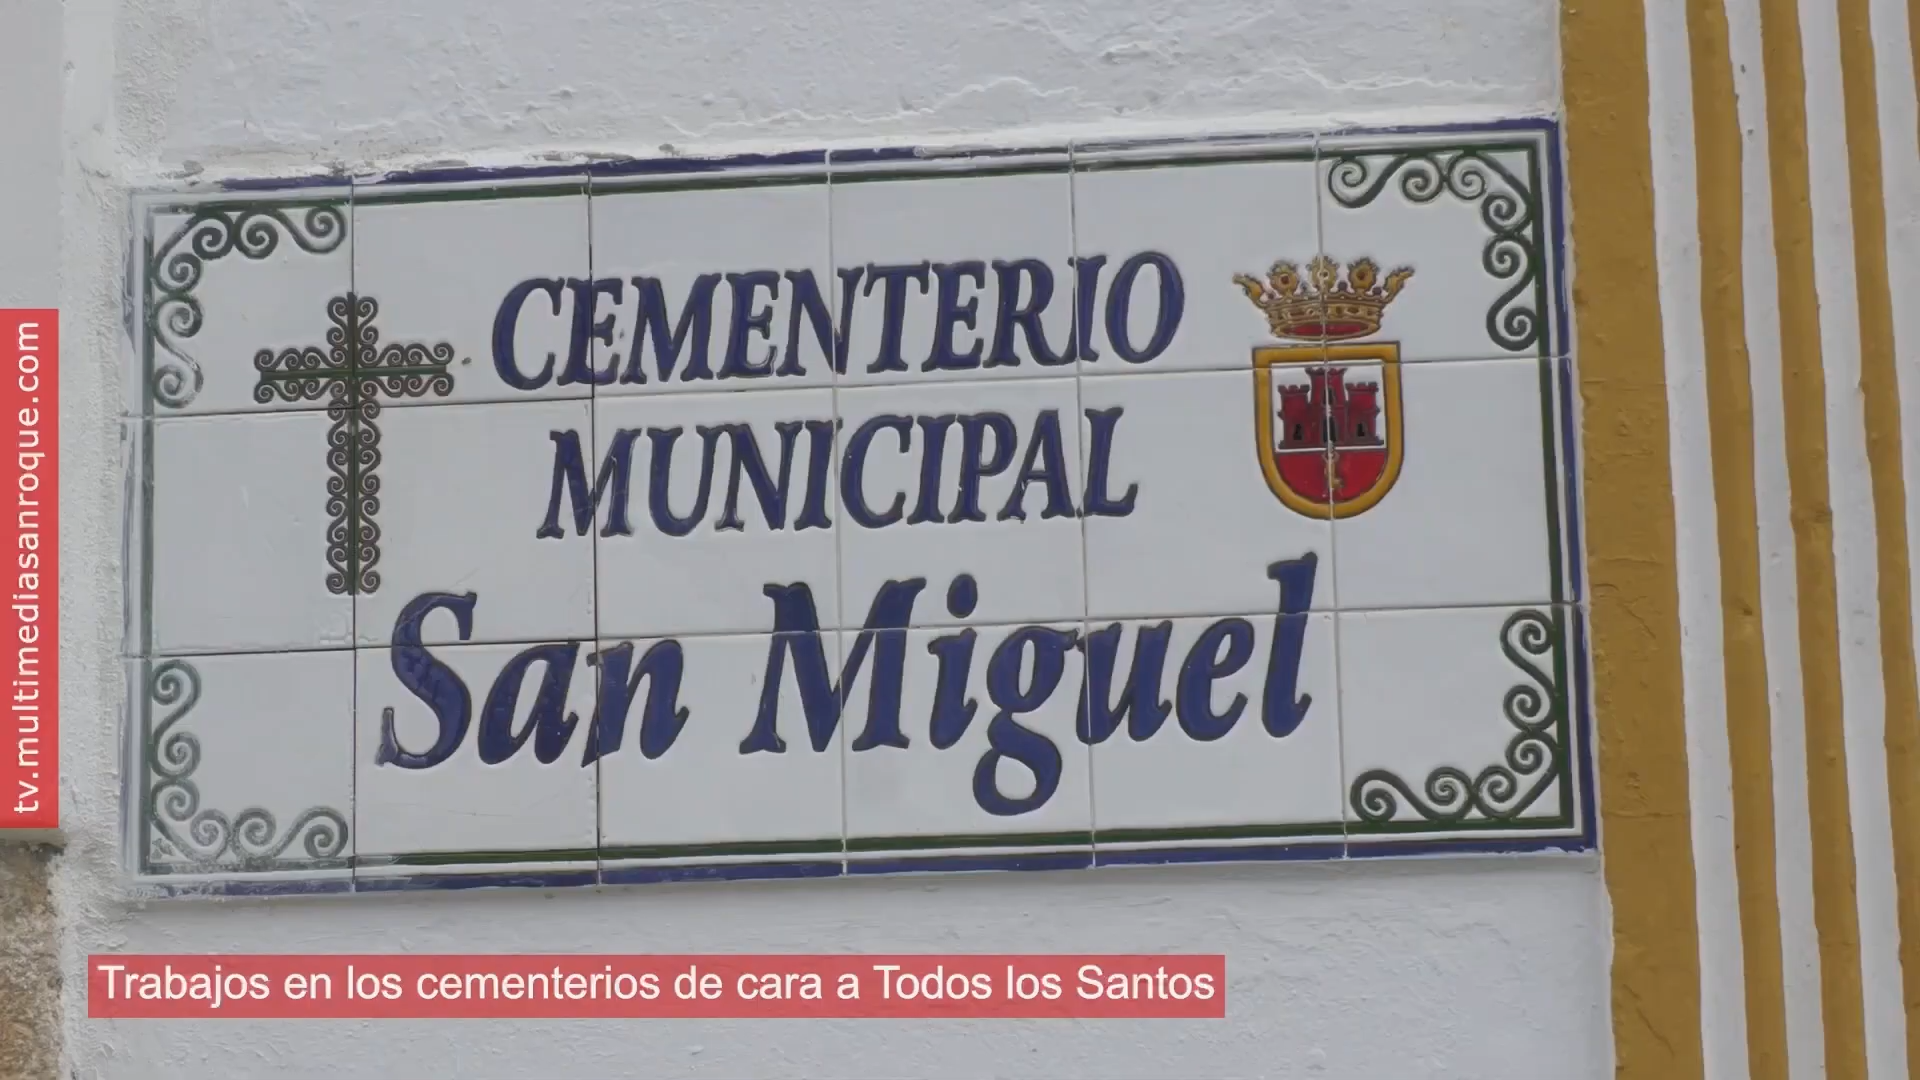 CEMENTERIO
MUNICIPAL
San Miguel
tv.multimediasanroque.com
Trabajos en los cementerios de cara a Todos los Santos